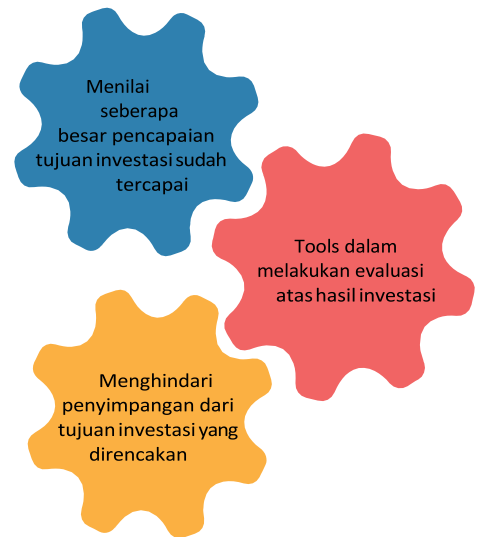 Menilai
seberapa
besar pencapaian
tujuan investasi sudah
tercapai
Tools dalam
melakukan evaluasi
atas hasil investasi
Menghindari
penyimpangan dari
tujuan investasi yang
direncakan